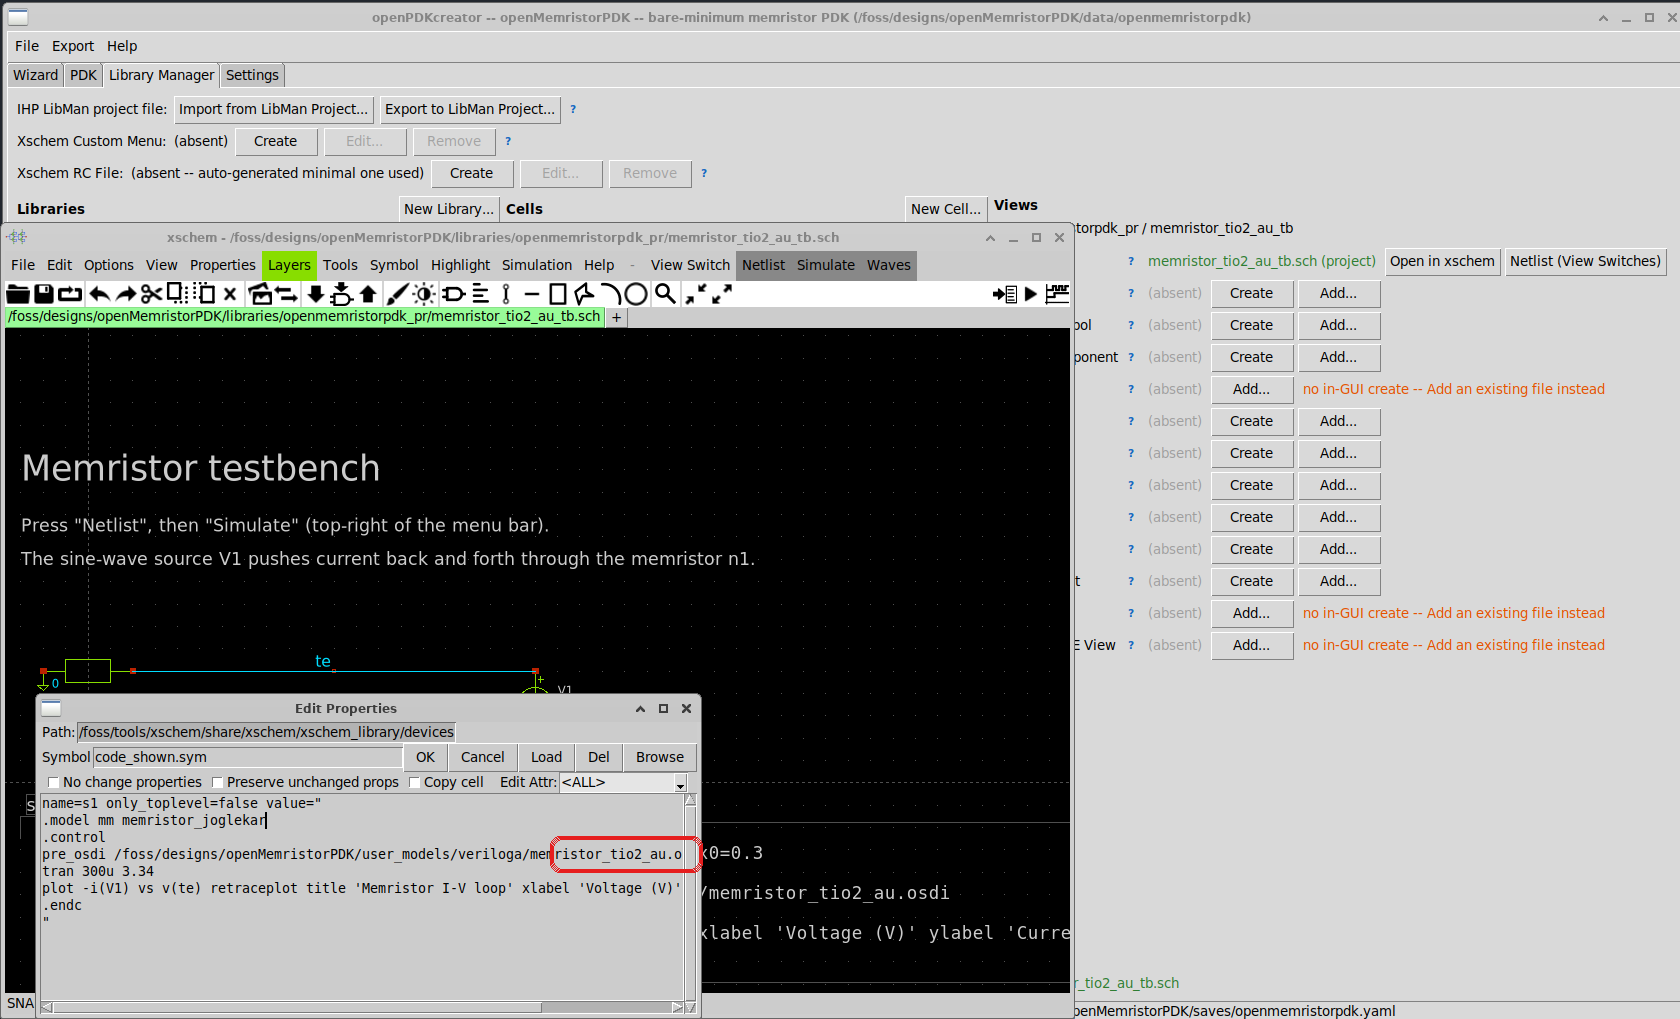 openPDKcreator -- openMemristorPDK -- bare-minimum memristor PDK (/foss/designs/openMemristorPDK/data/openmemristorpdk)
File Export Help
Wizard PDK Library Manager Settings
IHP LibMan project file: Import from LibMan Project... Export to LibMan Project... ?
Xschem Custom Menu: (absent) Create Edit... Remove ?
Xschem RC File: (absent -- auto-generated minimal one used) Create Edit... Remove ?
Libraries New Library... Cells New Cell... Views
xschem - /foss/designs/openMemristorPDK/libraries/openmemristorpdk_pr/memristor_tio2_au_tb.sch
File Edit Options View Properties Layers Tools Symbol Highlight Simulation Help - View Switch Netlist Simulate Waves
/foss/designs/openMemristorPDK/libraries/openmemristorpdk_pr/memristor_tio2_au_tb.sch +
Memristor testbench
Press "Netlist", then "Simulate" (top-right of the menu bar).
The sine-wave source V1 pushes current back and forth through the memristor n1.
te
0
+
V1
Edit Properties
Path: /foss/tools/xschem/share/xschem/xschem_library/devices
Symbol code_shown.sym OK Cancel Load Del Browse
No change properties Preserve unchanged props Copy cell Edit Attr: <ALL>
name=s1 only_toplevel=false value="
.model mm memristor_joglekar
.control
pre_osdi /foss/designs/openMemristorPDK/user_models/veriloga/memristor_tio2_au.o
tran 300u 3.34
plot -i(V1) vs v(te) retraceplot title 'Memristor I-V loop' xlabel 'Voltage (V)'
.endc
"
x0=0.3
/memristor_tio2_au.osdi
xlabel 'Voltage (V)' ylabel 'Curre
SNA
torpdk_pr / memristor_tio2_au_tb
? memristor_tio2_au_tb.sch (project) Open in xschem Netlist (View Switches)
? (absent) Create Add...
ool ? (absent) Create Add...
ponent ? (absent) Create Add...
? (absent) Add... no in-GUI create -- Add an existing file instead
? (absent) Create Add...
? (absent) Create Add...
? (absent) Create Add...
? (absent) Create Add...
? (absent) Create Add...
t ? (absent) Create Add...
? (absent) Add... no in-GUI create -- Add an existing file instead
E View ? (absent) Add... no in-GUI create -- Add an existing file instead
r_tio2_au_tb.sch
penMemristorPDK/saves/openmemristorpdk.yaml